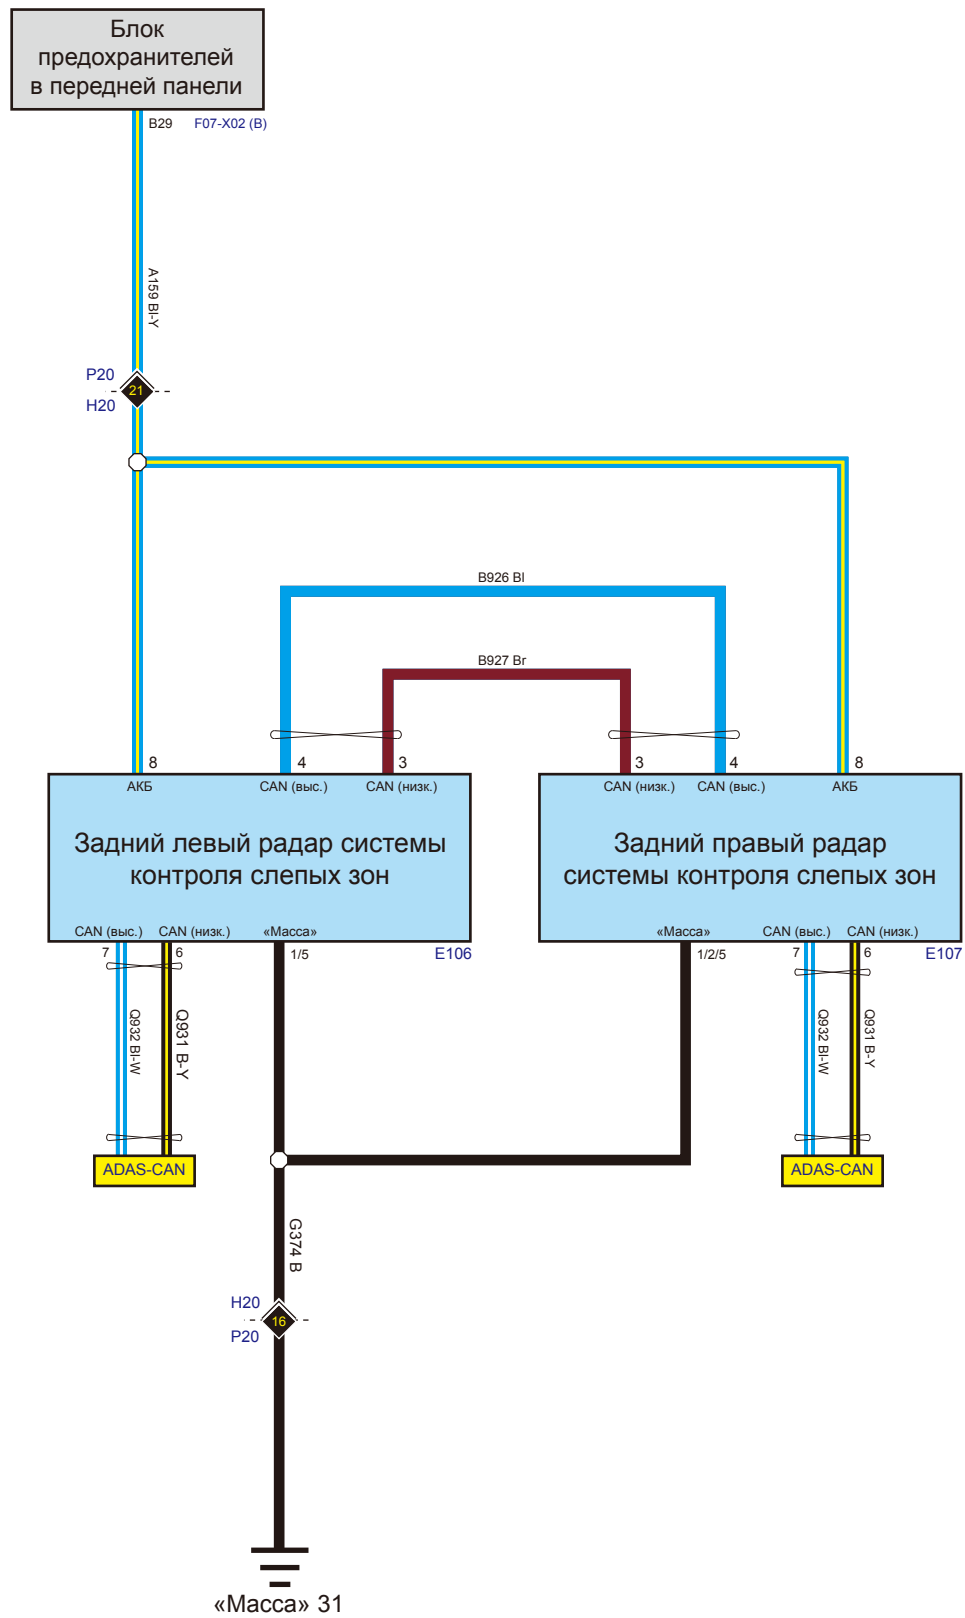 Блок
предохранителей
в передней панели
B29 F07-X02 (B)
A159 Bl-Y
P20
21
H20
B926 Bl
B927 Br
8 4 3 3 4 8
АКБ CAN (выс.) CAN (низк.) CAN (низк.) CAN (выс.) АКБ
Задний левый радар системы
контроля слепых зон
Задний правый радар
системы контроля слепых зон
CAN (выс.) CAN (низк.) «Масса» «Масса» CAN (выс.) CAN (низк.)
7 6 1/5 E106 1/2/5 7 6 E107
Q932 Bl-W Q931 B-Y Q932 Bl-W Q931 B-Y
ADAS-CAN ADAS-CAN
G374 B
H20
16
P20
«Масса» 31